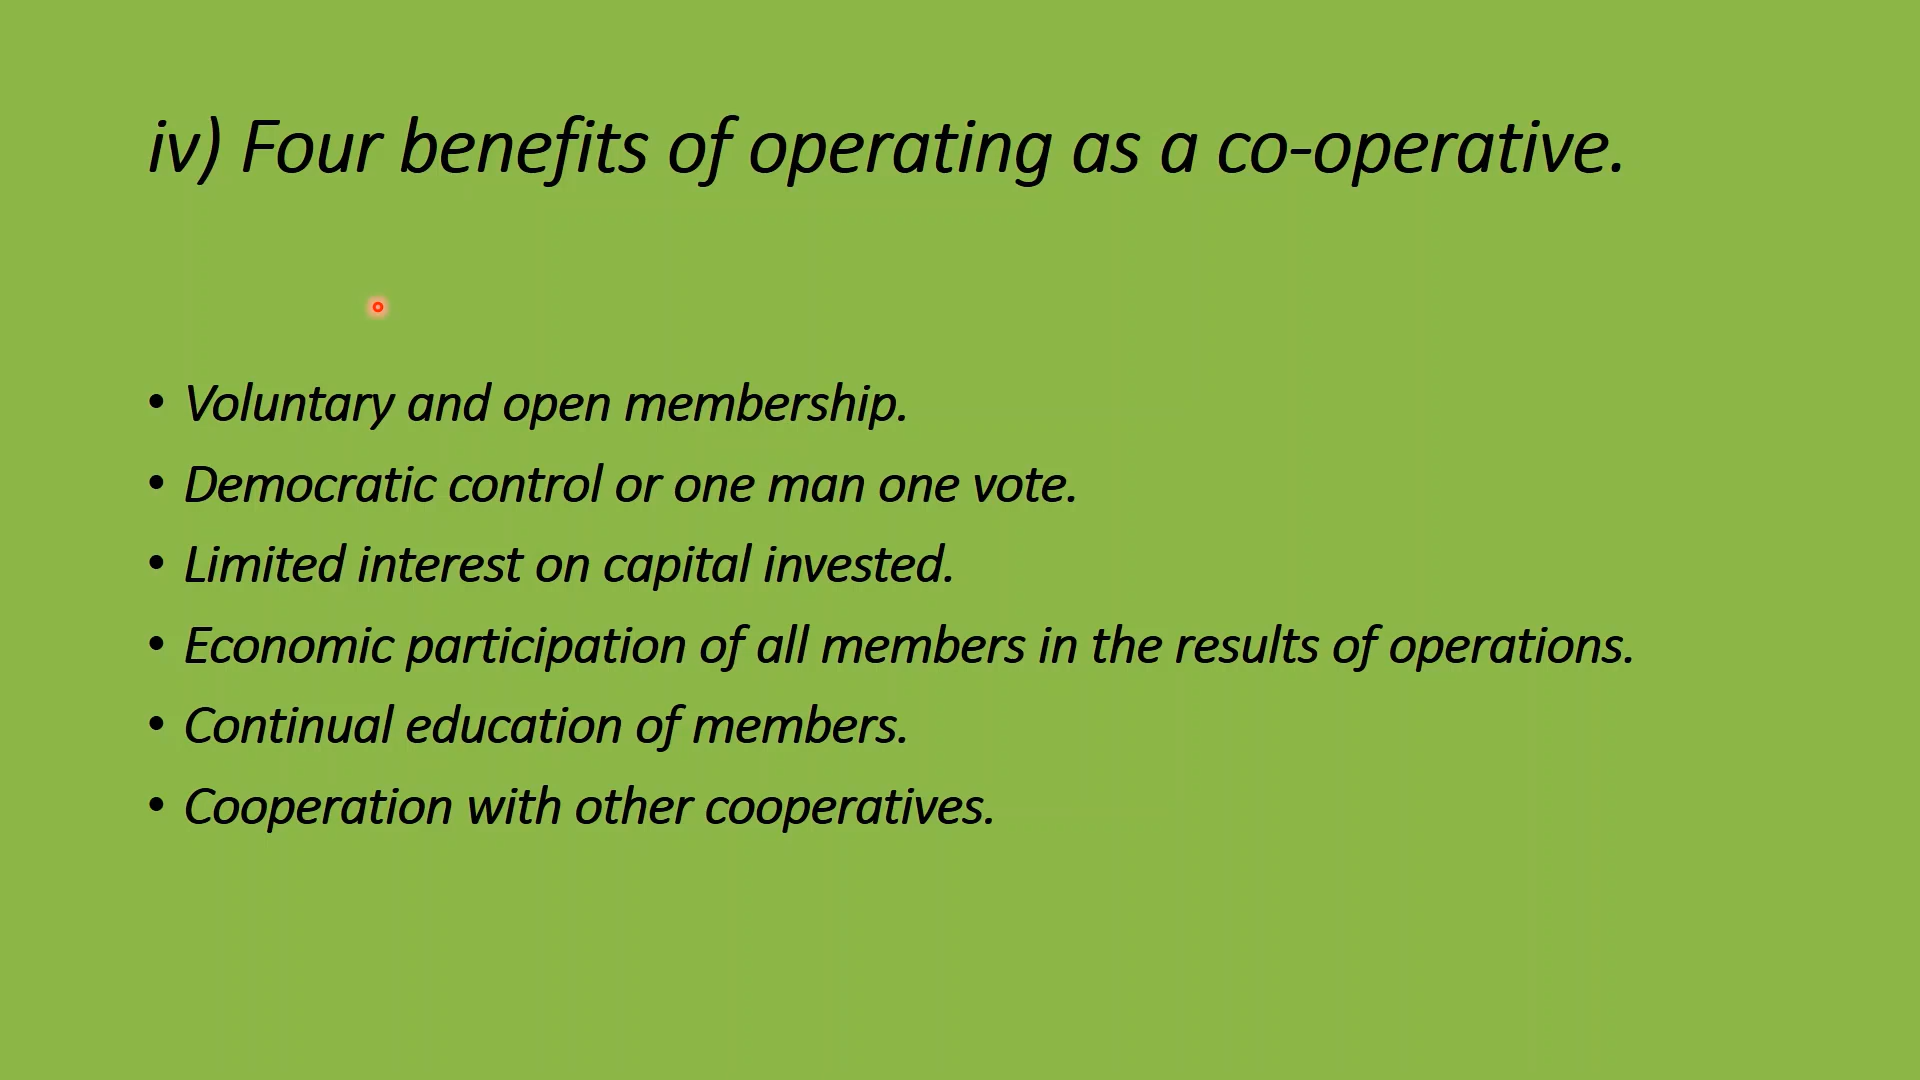 iv) Four benefits of operating as a co-operative.
• Voluntary and open membership.
• Democratic control or one man one vote.
• Limited interest on capital invested.
• Economic participation of all members in the results of operations.
• Continual education of members.
• Cooperation with other cooperatives.